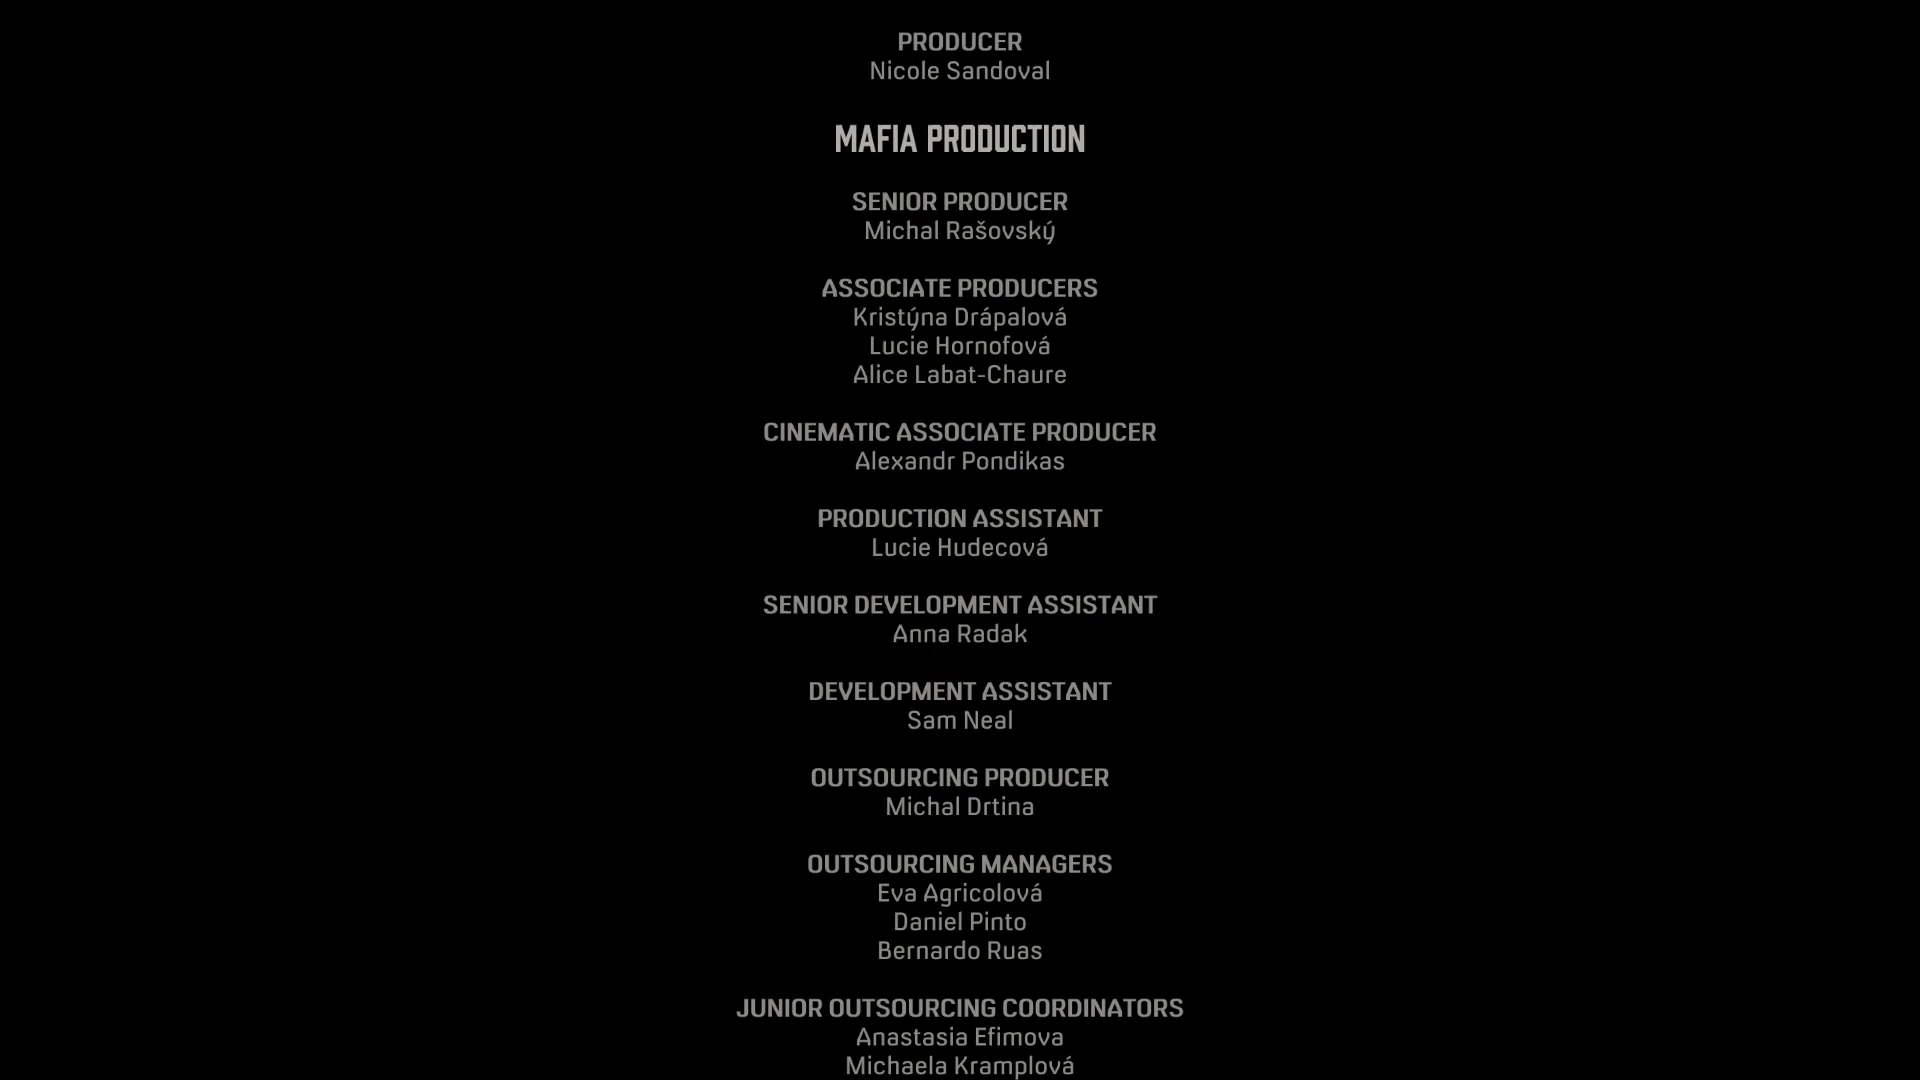 PRODUCER
Nicole Sandoval
MAFIA PRODUCTION
SENIOR PRODUCER
Michal Rašovský
ASSOCIATE PRODUCERS
Kristýna Drápalová
Lucie Hornofová
Alice Labat-Chaure
CINEMATIC ASSOCIATE PRODUCER
Alexandr Pondikas
PRODUCTION ASSISTANT
Lucie Hudecová
SENIOR DEVELOPMENT ASSISTANT
Anna Radak
DEVELOPMENT ASSISTANT
Sam Neal
OUTSOURCING PRODUCER
Michal Drtina
OUTSOURCING MANAGERS
Eva Agricolová
Daniel Pinto
Bernardo Ruas
JUNIOR OUTSOURCING COORDINATORS
Anastasia Efimova
Michaela Kramplová